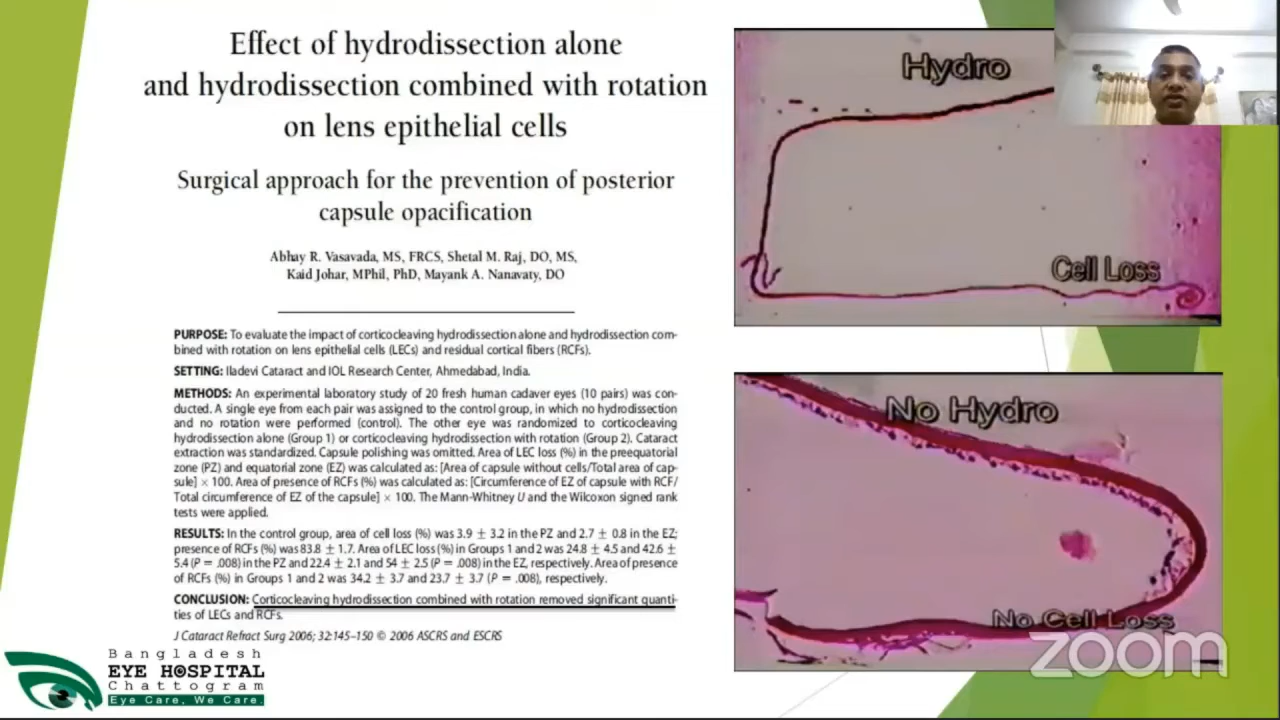 Effect of hydrodissection alone
and hydrodissection combined with rotation
on lens epithelial cells
Surgical approach for the prevention of posterior
capsule opacification
Abhay R. Vasavada, MS, FRCS, Shetal M. Raj, DO, MS,
Kaid Johar, MPhil, PhD, Mayank A. Nanavaty, DO
PURPOSE: To evaluate the impact of corticocleaving hydrodissection alone and hydrodissection com-
bined with rotation on lens epithelial cells (LECs) and residual cortical fibers (RCFs).
SETTING: Iladevi Cataract and IOL Research Center, Ahmedabad, India.
METHODS: An experimental laboratory study of 20 fresh human cadaver eyes (10 pairs) was con-
ducted. A single eye from each pair was assigned to the control group, in which no hydrodissection
and no rotation were performed (control). The other eye was randomized to corticocleaving
hydrodissection alone (Group 1) or corticocleaving hydrodissection with rotation (Group 2). Cataract
extraction was standardized. Capsule polishing was omitted. Area of LEC loss (%) in the preequatorial
zone (PZ) and equatorial zone (EZ) was calculated as: [Area of capsule without cells/Total area of cap-
sule] × 100. Area of presence of RCFs (%) was calculated as: [Circumference of EZ of capsule with RCF/
Total circumference of EZ of the capsule] × 100. The Mann-Whitney U and the Wilcoxon signed rank
tests were applied.
RESULTS: In the control group, area of cell loss (%) was 3.9 ± 3.2 in the PZ and 2.7 ± 0.8 in the EZ;
presence of RCFs (%) was 83.8 ± 1.7. Area of LEC loss (%) in Groups 1 and 2 was 24.8 ± 4.5 and 42.6 ±
5.4 (P = .008) in the PZ and 22.4 ± 2.1 and 54 ± 2.5 (P = .008) in the EZ, respectively. Area of presence
of RCFs (%) in Groups 1 and 2 was 34.2 ± 3.7 and 23.7 ± 3.7 (P = .008), respectively.
CONCLUSION: Corticocleaving hydrodissection combined with rotation removed significant quanti-
ties of LECs and RCFs.
J Cataract Refract Surg 2006; 32:145–150 © 2006 ASCRS and ESCRS
Bangladesh
EYE HOSPITAL
Chattogram
Eye Care, We Care.
Hydro
Cell Loss
No Hydro
No Cell Loss
zoom